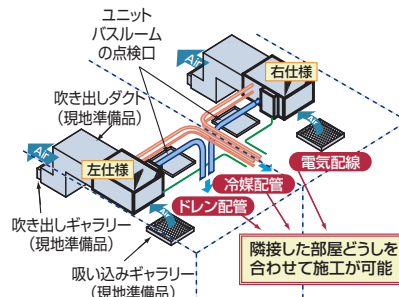 ユニット
バスルーム
の点検口
Air
右仕様
吹き出しダクト
(現地準備品)
Air
左仕様
Air
電気配線
冷媒配管
ドレン配管
Air
吹き出しギャラリー
(現地準備品)
吸い込みギャラリー
(現地準備品)
隣接した部屋どうしを
合わせて施工が可能